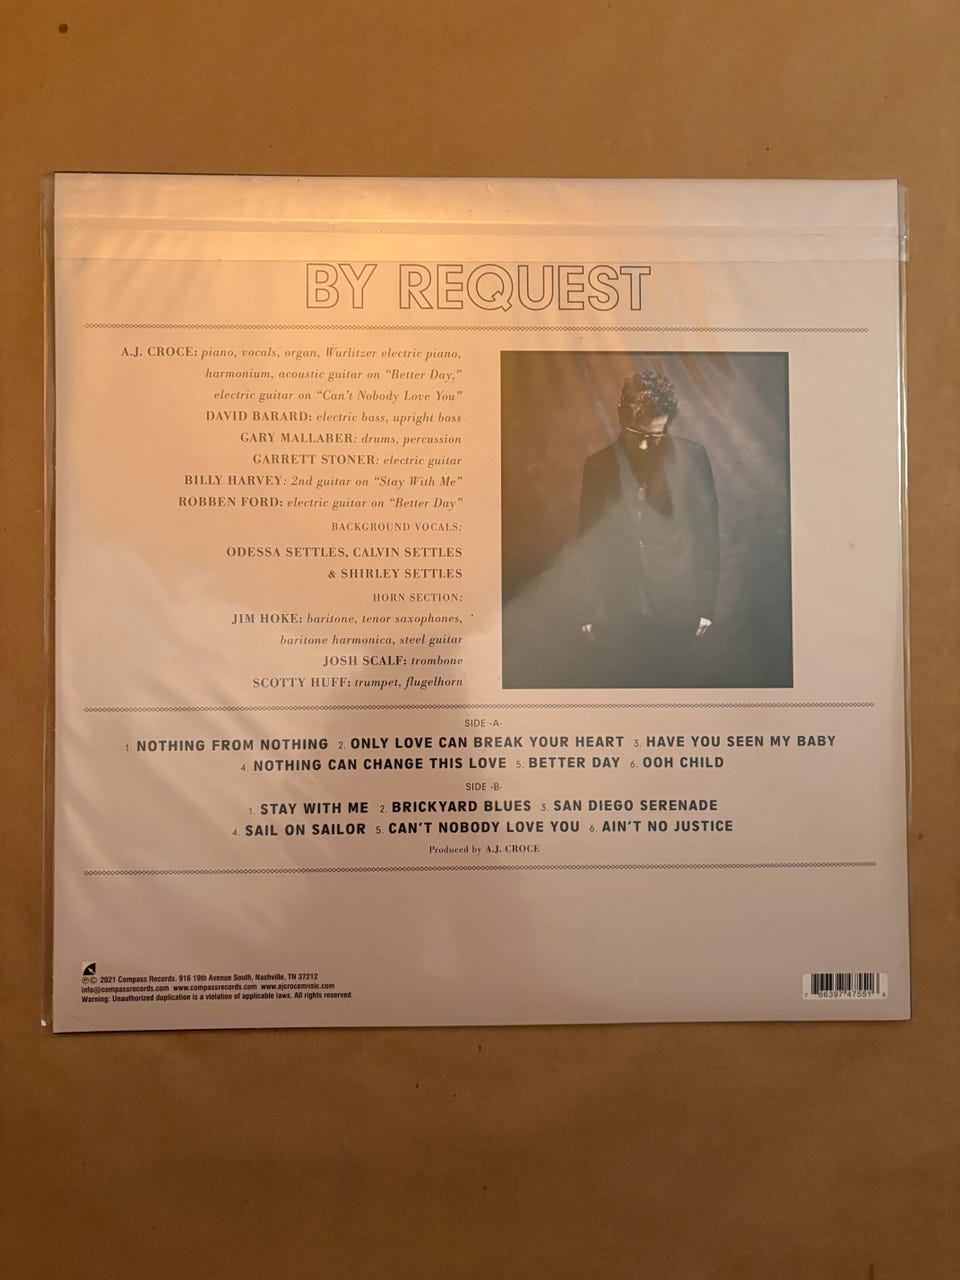 BY REQUEST
A.J. CROCE: piano, vocals, organ, Wurlitzer electric piano,
harmonium, acoustic guitar on “Better Day,”
electric guitar on “Can’t Nobody Love You”
DAVID BARARD: electric bass, upright bass
GARY MALLABER: drums, percussion
GARRETT STONER: electric guitar
BILLY HARVEY: 2nd guitar on “Stay With Me”
ROBBEN FORD: electric guitar on “Better Day”
BACKGROUND VOCALS:
ODESSA SETTLES, CALVIN SETTLES
& SHIRLEY SETTLES
HORN SECTION:
JIM HOKE: baritone, tenor saxophones,
baritone harmonica, steel guitar
JOSH SCALF: trombone
SCOTTY HUFF: trumpet, flugelhorn
SIDE -A-
1. NOTHING FROM NOTHING 2. ONLY LOVE CAN BREAK YOUR HEART 3. HAVE YOU SEEN MY BABY
4. NOTHING CAN CHANGE THIS LOVE 5. BETTER DAY 6. OOH CHILD
SIDE -B-
1. STAY WITH ME 2. BRICKYARD BLUES 3. SAN DIEGO SERENADE
4. SAIL ON SAILOR 5. CAN’T NOBODY LOVE YOU 6. AIN’T NO JUSTICE
Produced by A.J. CROCE
℗© 2021 Compass Records. 916 19th Avenue South, Nashville, TN 37212
info@compassrecords.com www.compassrecords.com www.ajcrocemusic.com
Warning: Unauthorized duplication is a violation of applicable laws. All rights reserved.
7 66397 47551 6